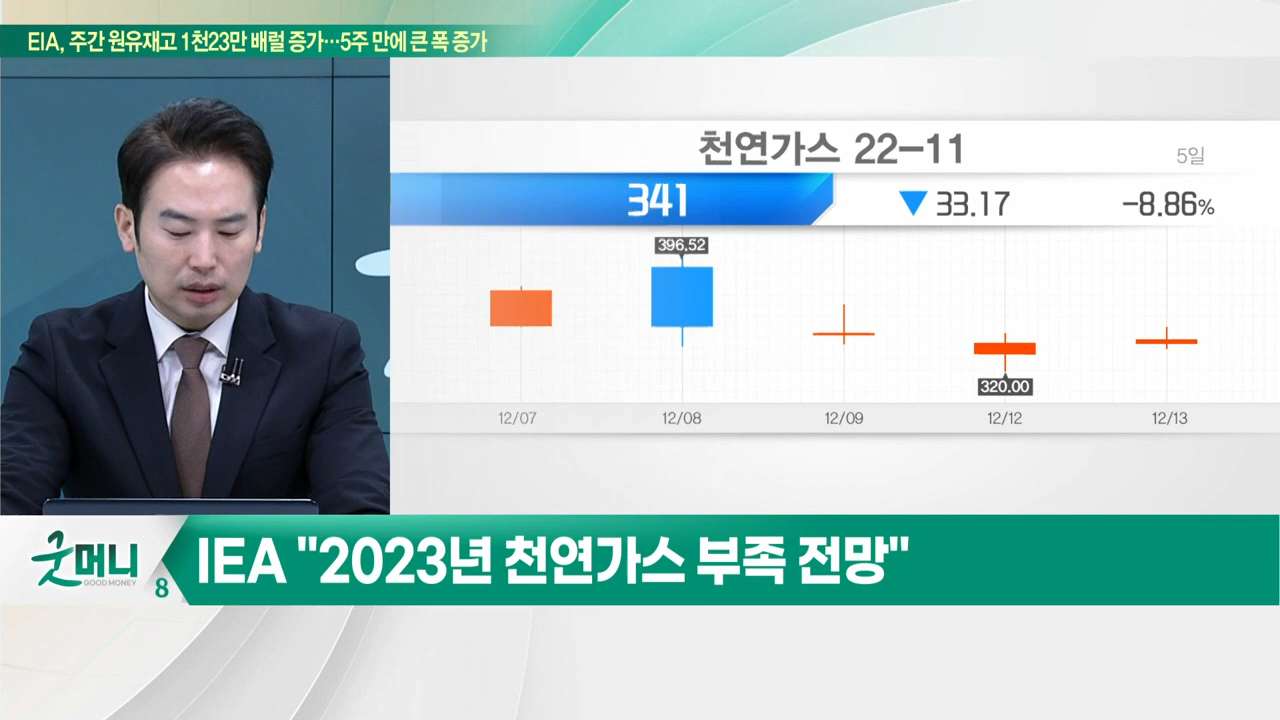 EIA, 주간 원유재고 1천23만 배럴 증가…5주 만에 큰 폭 증가
천연가스 22-11
5일
341 ▼ 33.17 -8.86%
396.52
320.00
12/07 12/08 12/09 12/12 12/13
굿머니
GOOD MONEY
8
IEA "2023년 천연가스 부족 전망"